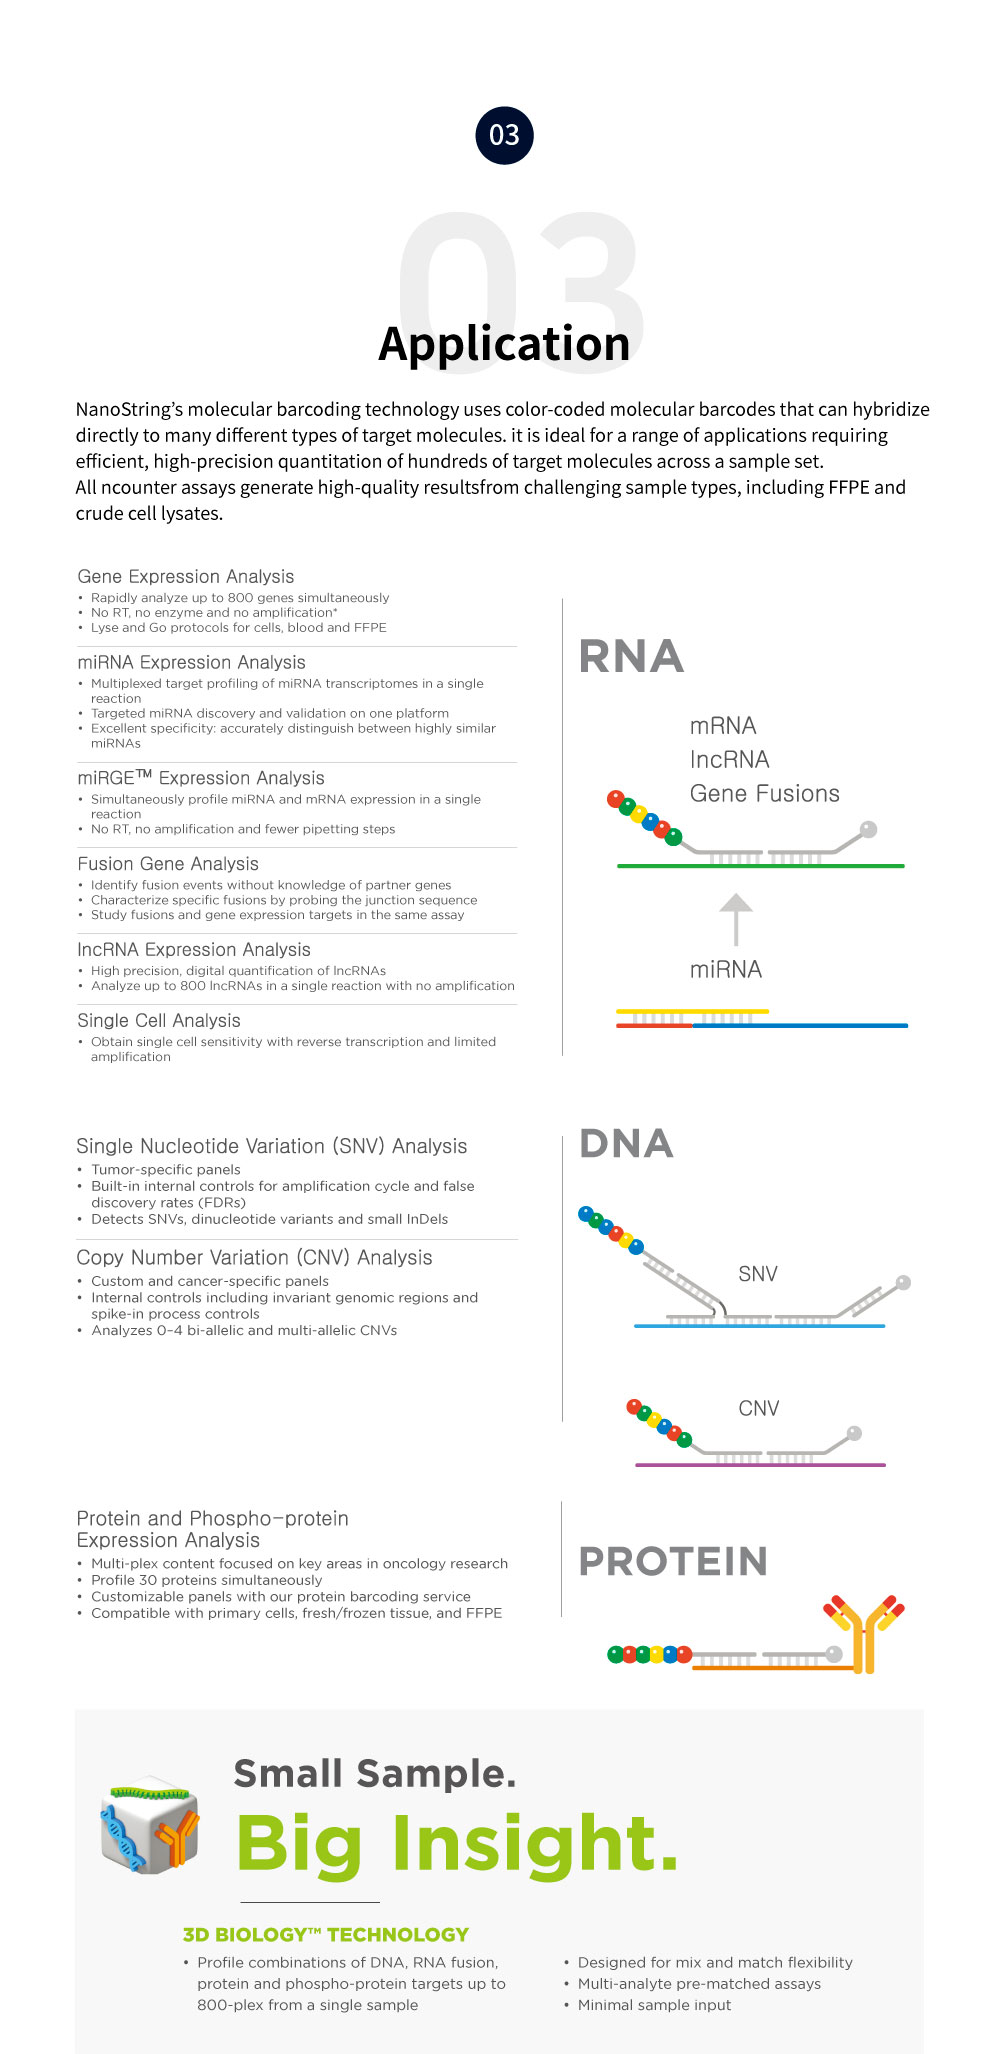 03
03
Application
NanoString’s molecular barcoding technology uses color-coded molecular barcodes that can hybridize
directly to many different types of target molecules. it is ideal for a range of applications requiring
efficient, high-precision quantitation of hundreds of target molecules across a sample set.
All ncounter assays generate high-quality resultsfrom challenging sample types, including FFPE and
crude cell lysates.
Gene Expression Analysis
• Rapidly analyze up to 800 genes simultaneously
• No RT, no enzyme and no amplification*
• Lyse and Go protocols for cells, blood and FFPE
miRNA Expression Analysis
• Multiplexed target profiling of miRNA transcriptomes in a single
reaction
• Targeted miRNA discovery and validation on one platform
• Excellent specificity: accurately distinguish between highly similar
miRNAs
miRGE™ Expression Analysis
• Simultaneously profile miRNA and mRNA expression in a single
reaction
• No RT, no amplification and fewer pipetting steps
Fusion Gene Analysis
• Identify fusion events without knowledge of partner genes
• Characterize specific fusions by probing the junction sequence
• Study fusions and gene expression targets in the same assay
lncRNA Expression Analysis
• High precision, digital quantification of lncRNAs
• Analyze up to 800 lncRNAs in a single reaction with no amplification
Single Cell Analysis
• Obtain single cell sensitivity with reverse transcription and limited
amplification
RNA
mRNA
lncRNA
Gene Fusions
miRNA
Single Nucleotide Variation (SNV) Analysis
• Tumor-specific panels
• Built-in internal controls for amplification cycle and false
discovery rates (FDRs)
• Detects SNVs, dinucleotide variants and small InDels
Copy Number Variation (CNV) Analysis
• Custom and cancer-specific panels
• Internal controls including invariant genomic regions and
spike-in process controls
• Analyzes 0–4 bi-allelic and multi-allelic CNVs
DNA
SNV
CNV
Protein and Phospho-protein
Expression Analysis
• Multi-plex content focused on key areas in oncology research
• Profile 30 proteins simultaneously
• Customizable panels with our protein barcoding service
• Compatible with primary cells, fresh/frozen tissue, and FFPE
PROTEIN
Small Sample.
Big Insight.
3D BIOLOGY™ TECHNOLOGY
• Profile combinations of DNA, RNA fusion,
protein and phospho-protein targets up to
800-plex from a single sample
• Designed for mix and match flexibility
• Multi-analyte pre-matched assays
• Minimal sample input